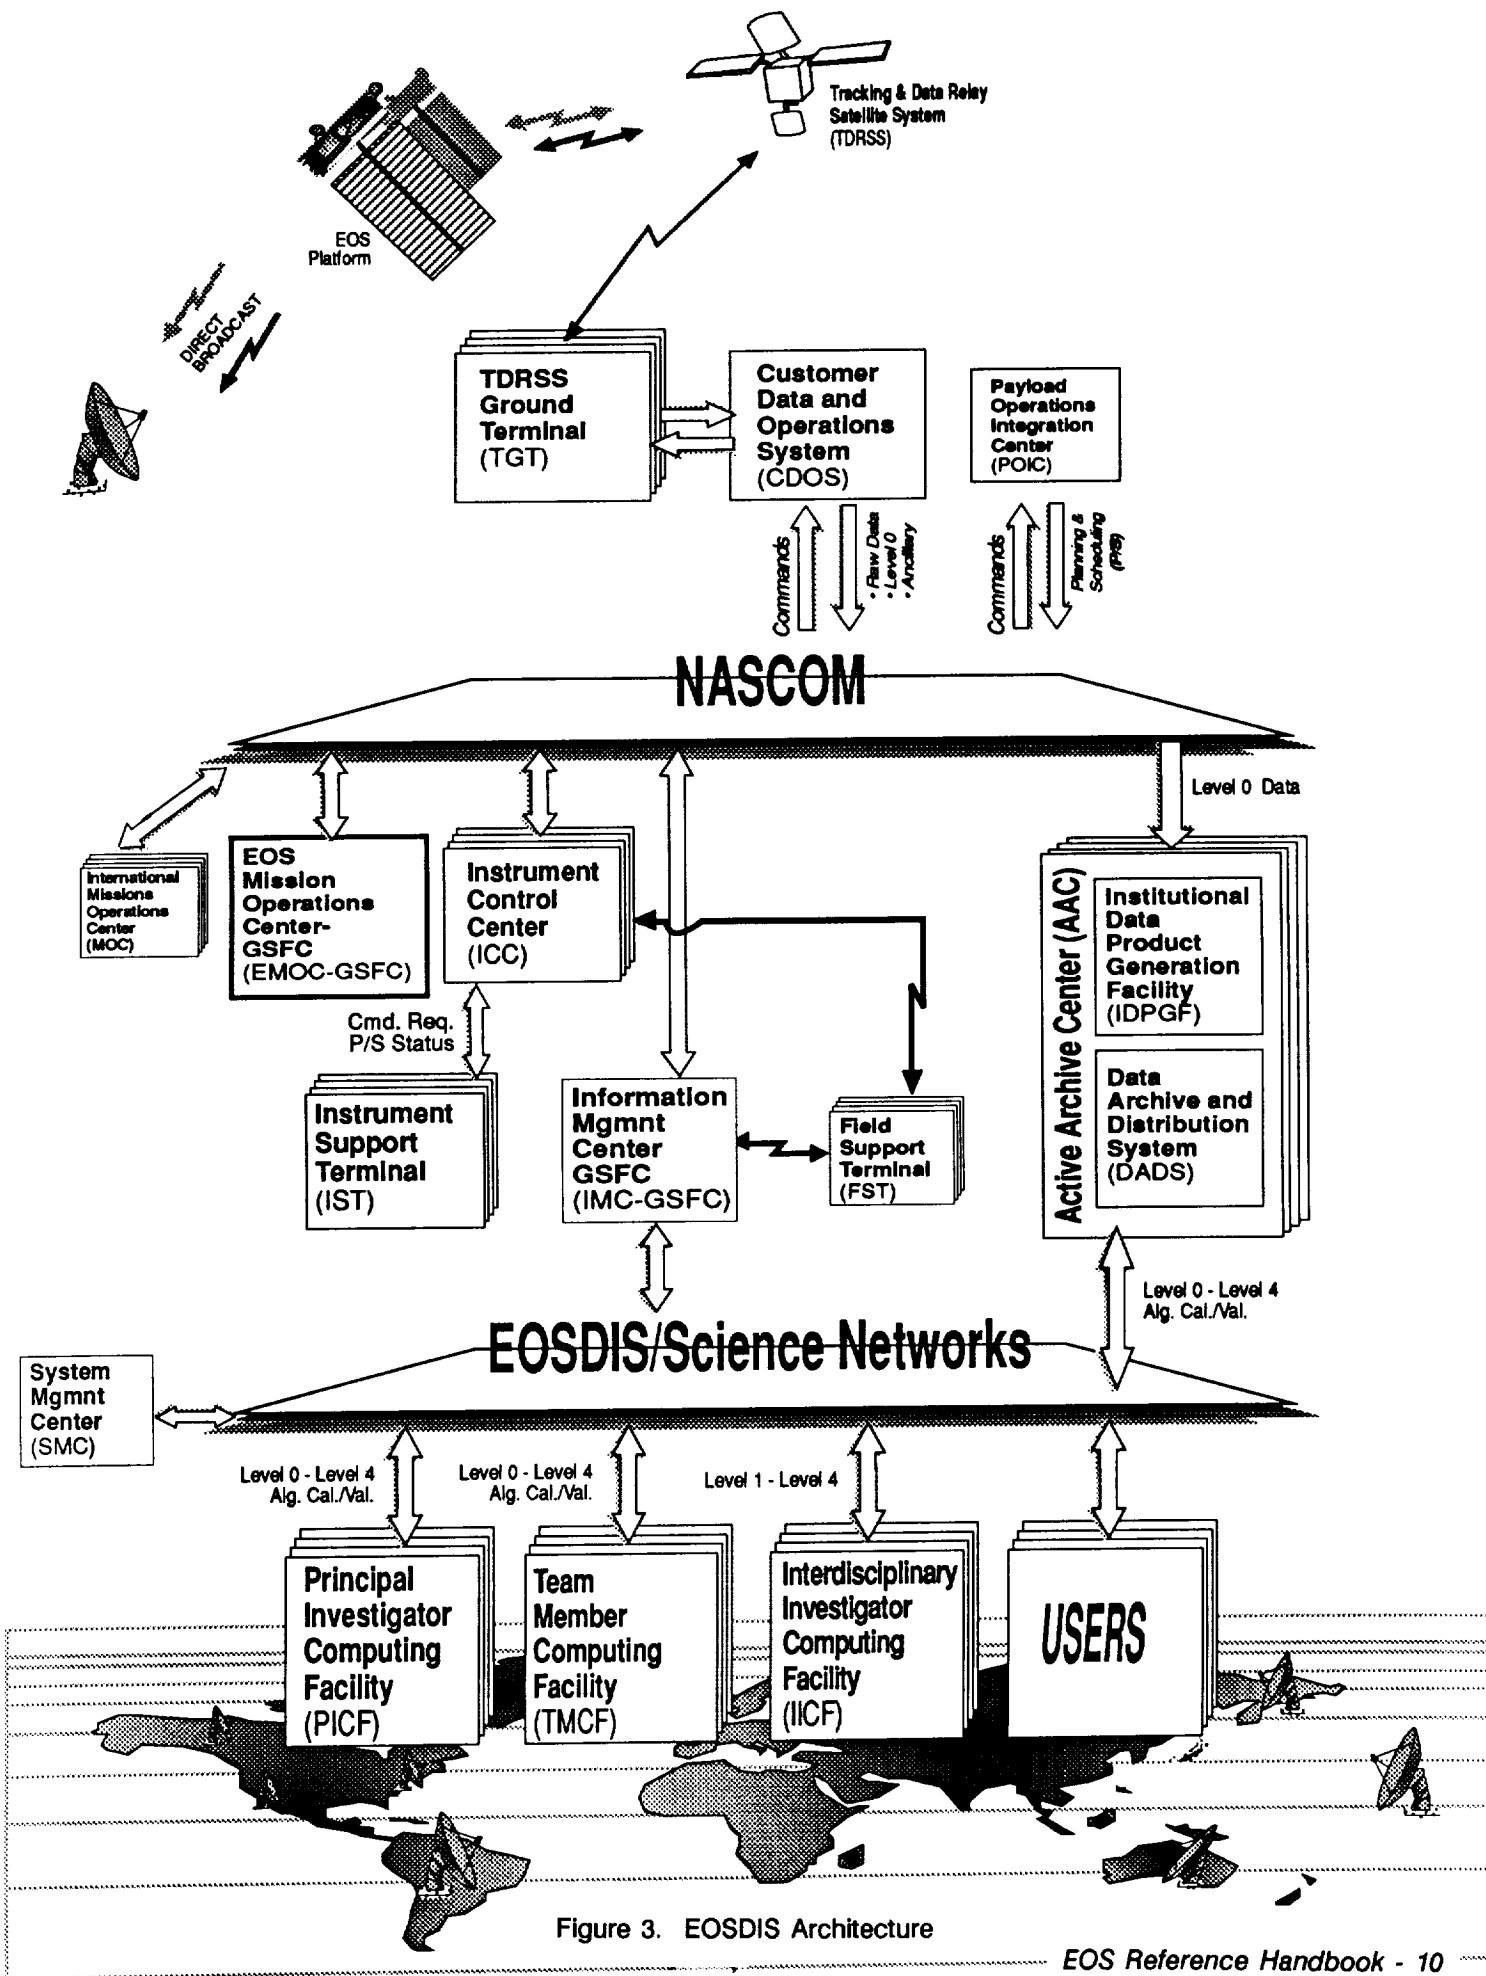 Tracking & Data Relay
Satellite System
(TDRSS)
EOS
Platform
DIRECT
BROADCAST
TDRSS
Ground
Terminal
(TGT)
Customer
Data and
Operations
System
(CDOS)
Payload
Operations
Integration
Center
(POIC)
Commands
• Raw Data
• Level 0
• Ancillary
Commands
Planning &
Scheduling
(P/S)
NASCOM
Level 0 Data
International
Missions
Operations
Center
(MOC)
EOS
Mission
Operations
Center-
GSFC
(EMOC-GSFC)
Instrument
Control
Center
(ICC)
Active Archive Center (AAC)
Institutional
Data
Product
Generation
Facility
(IDPGF)
Data
Archive and
Distribution
System
(DADS)
Cmd. Req.
P/S Status
Instrument
Support
Terminal
(IST)
Information
Mgmnt
Center
GSFC
(IMC-GSFC)
Field
Support
Terminal
(FST)
Level 0 - Level 4
Alg. Cal./Val.
EOSDIS/Science Networks
System
Mgmnt
Center
(SMC)
Level 0 - Level 4
Alg. Cal./Val.
Level 0 - Level 4
Alg. Cal./Val.
Level 1 - Level 4
Principal
Investigator
Computing
Facility
(PICF)
Team
Member
Computing
Facility
(TMCF)
Interdisciplinary
Investigator
Computing
Facility
(IICF)
USERS
Figure 3. EOSDIS Architecture
EOS Reference Handbook - 10